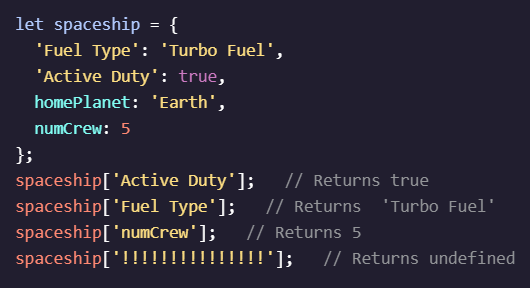 let spaceship = {
  'Fuel Type': 'Turbo Fuel',
  'Active Duty': true,
  homePlanet: 'Earth',
  numCrew: 5
};
spaceship['Active Duty'];   // Returns true
spaceship['Fuel Type'];   // Returns  'Turbo Fuel'
spaceship['numCrew'];   // Returns 5
spaceship['!!!!!!!!!!!!!!!'];   // Returns undefined